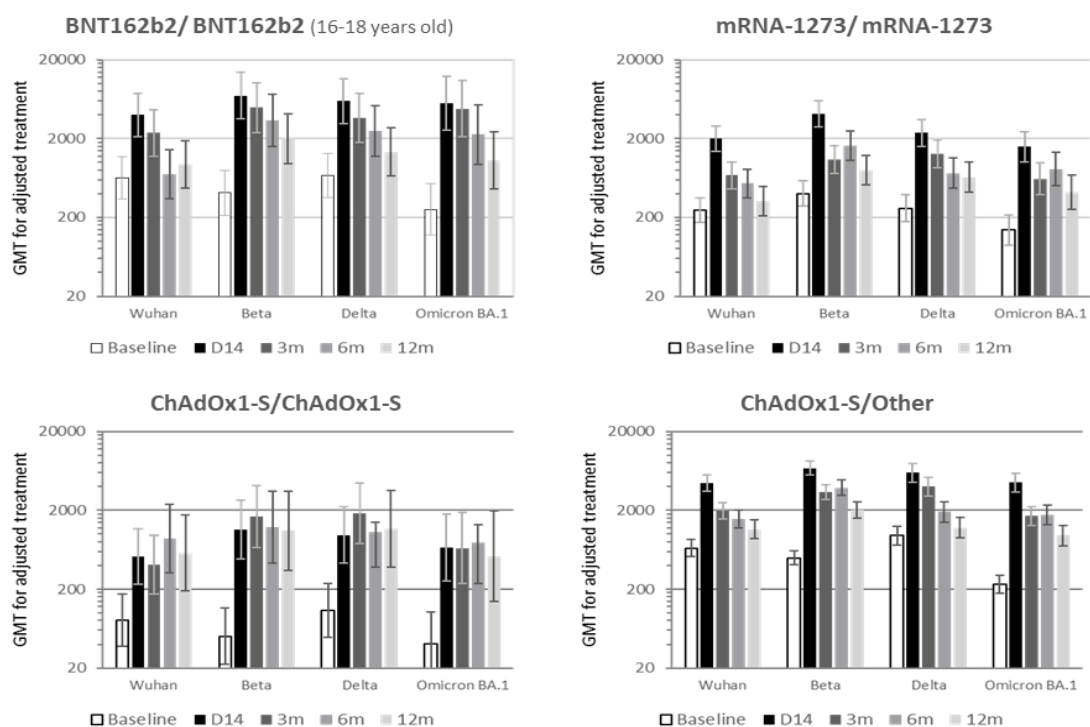 BNT162b2/ BNT162b2 (16-18 years old)
GMT for adjusted treatment
20000
2000
200
20
Wuhan Beta Delta Omicron BA.1
Baseline D14 3m 6m 12m
mRNA-1273/ mRNA-1273
GMT for adjusted treatment
20000
2000
200
20
Wuhan Beta Delta Omicron BA.1
Baseline D14 3m 6m 12m
ChAdOx1-S/ChAdOx1-S
GMT for adjusted treatment
20000
2000
200
20
Wuhan Beta Delta Omicron BA.1
Baseline D14 3m 6m 12m
ChAdOx1-S/Other
GMT for adjusted treatment
20000
2000
200
20
Wuhan Beta Delta Omicron BA.1
Baseline D14 3m 6m 12m